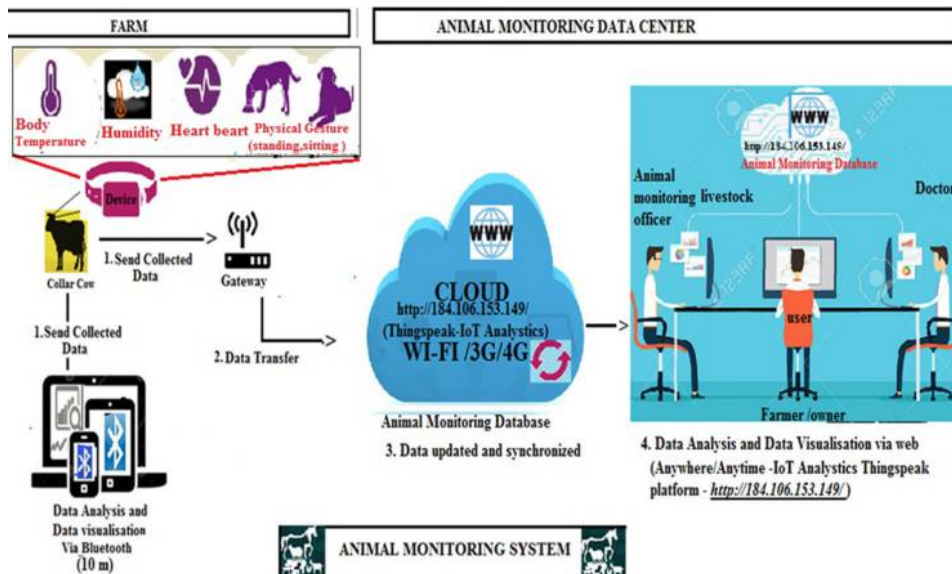 FARM
ANIMAL MONITORING DATA CENTER
Body
Temperature
Humidity
Heart beart
Physical Gesture
(standing,sitting )
Device
Collar Cow
1.Send Collected
Data
Gateway
1.Send Collected
Data
2. Data Transfer
Data Analysis and
Data visualisation
Via Bluetooth
(10 m)
WWW
CLOUD
http://184.106.153.149/
(Thingspeak-IoT Analystics)
WI-FI /3G/4G
Animal Monitoring Database
3. Data updated and synchronized
WWW
http://184.106.153.149/
Animal Monitoring Database
Animal
monitoring livestock
officer
Doctor
user
Farmer /owner
123RF
123RF
4. Data Analysis and Data Visualisation via web
(Anywhere/Anytime -IoT Analytics Thingspeak
platform - http://184.106.153.149/ )
ANIMAL MONITORING SYSTEM